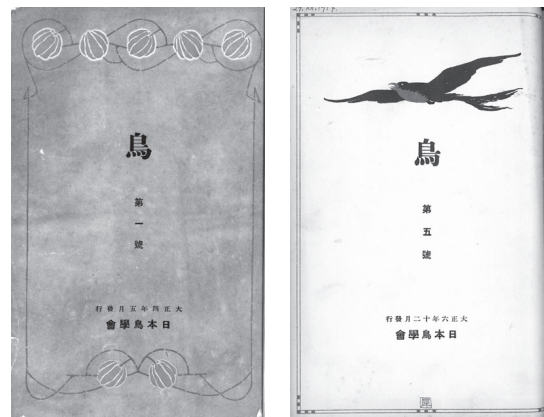 鳥
第一號
大正四年五月發行
日本鳥學會
鳥
第五號
大正六年十二月發行
日本鳥學會